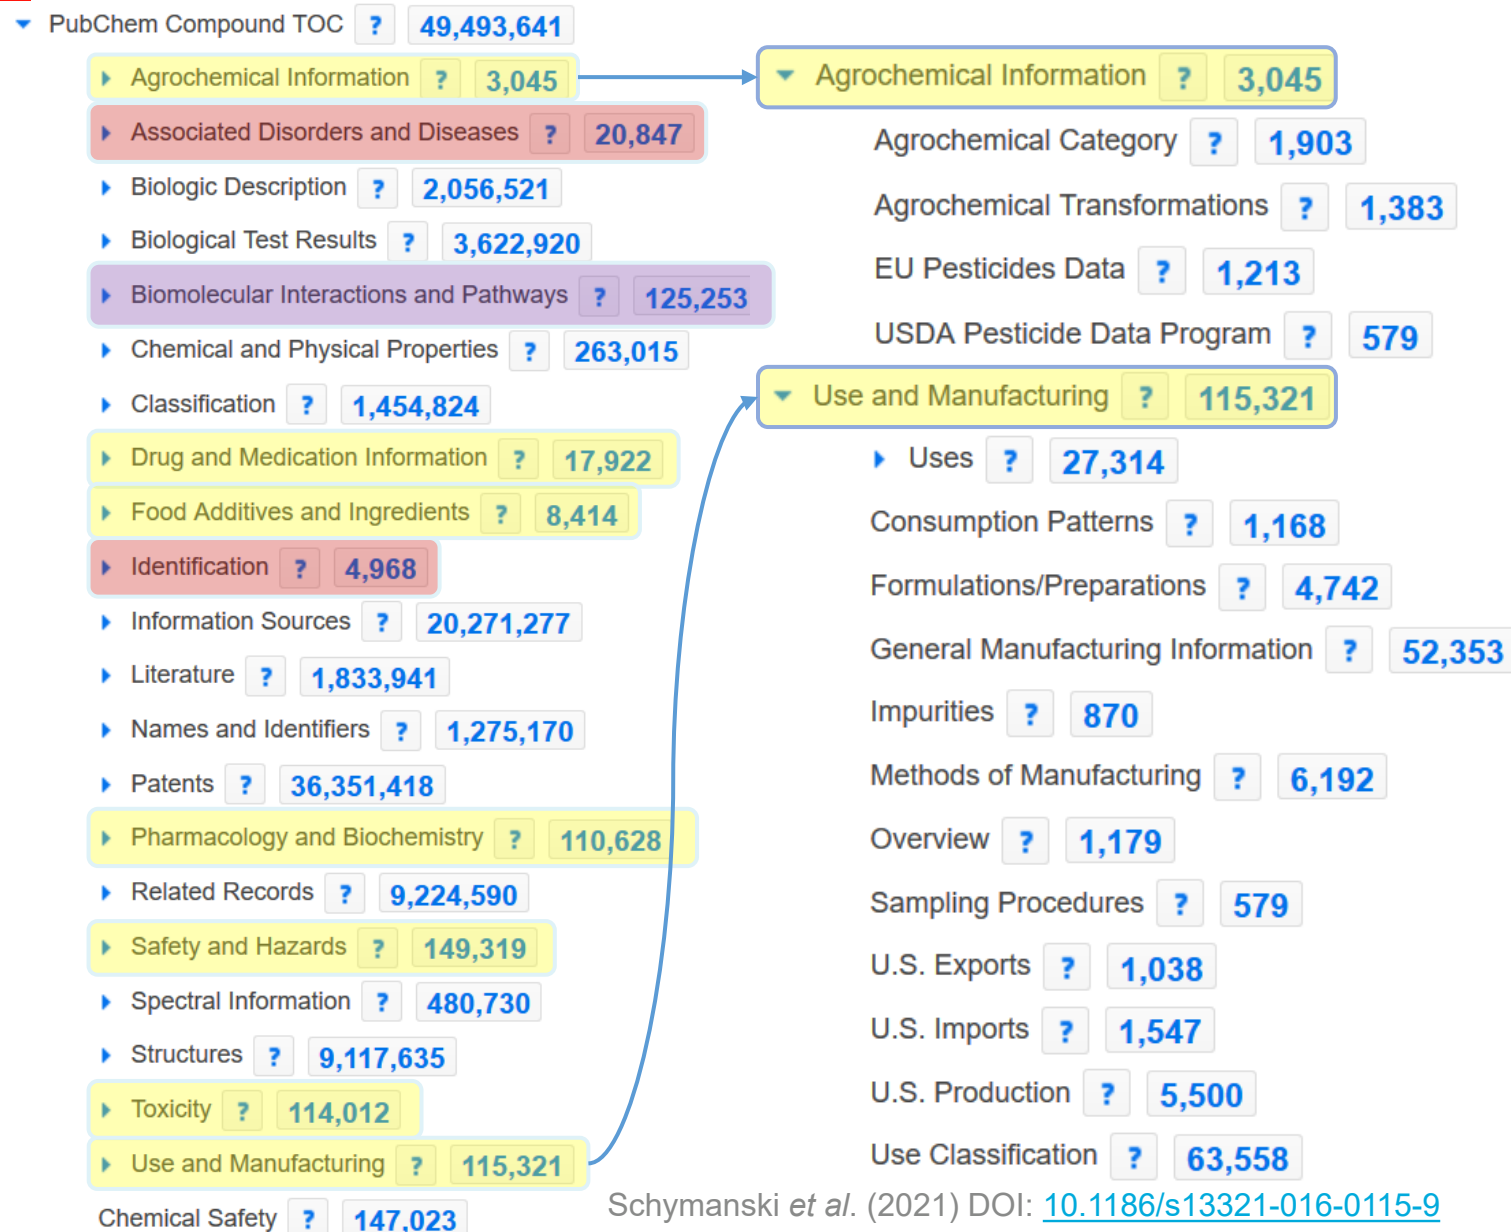 PubChem Compound TOC ? 49,493,641
Agrochemical Information ? 3,045
Associated Disorders and Diseases ? 20,847
Biologic Description ? 2,056,521
Biological Test Results ? 3,622,920
Biomolecular Interactions and Pathways ? 125,253
Chemical and Physical Properties ? 263,015
Classification ? 1,454,824
Drug and Medication Information ? 17,922
Food Additives and Ingredients ? 8,414
Identification ? 4,968
Information Sources ? 20,271,277
Literature ? 1,833,941
Names and Identifiers ? 1,275,170
Patents ? 36,351,418
Pharmacology and Biochemistry ? 110,628
Related Records ? 9,224,590
Safety and Hazards ? 149,319
Spectral Information ? 480,730
Structures ? 9,117,635
Toxicity ? 114,012
Use and Manufacturing ? 115,321
Chemical Safety ? 147,023
Agrochemical Information ? 3,045
Agrochemical Category ? 1,903
Agrochemical Transformations ? 1,383
EU Pesticides Data ? 1,213
USDA Pesticide Data Program ? 579
Use and Manufacturing ? 115,321
Uses ? 27,314
Consumption Patterns ? 1,168
Formulations/Preparations ? 4,742
General Manufacturing Information ? 52,353
Impurities ? 870
Methods of Manufacturing ? 6,192
Overview ? 1,179
Sampling Procedures ? 579
U.S. Exports ? 1,038
U.S. Imports ? 1,547
U.S. Production ? 5,500
Use Classification ? 63,558
Schymanski et al. (2021) DOI: 10.1186/s13321-016-0115-9